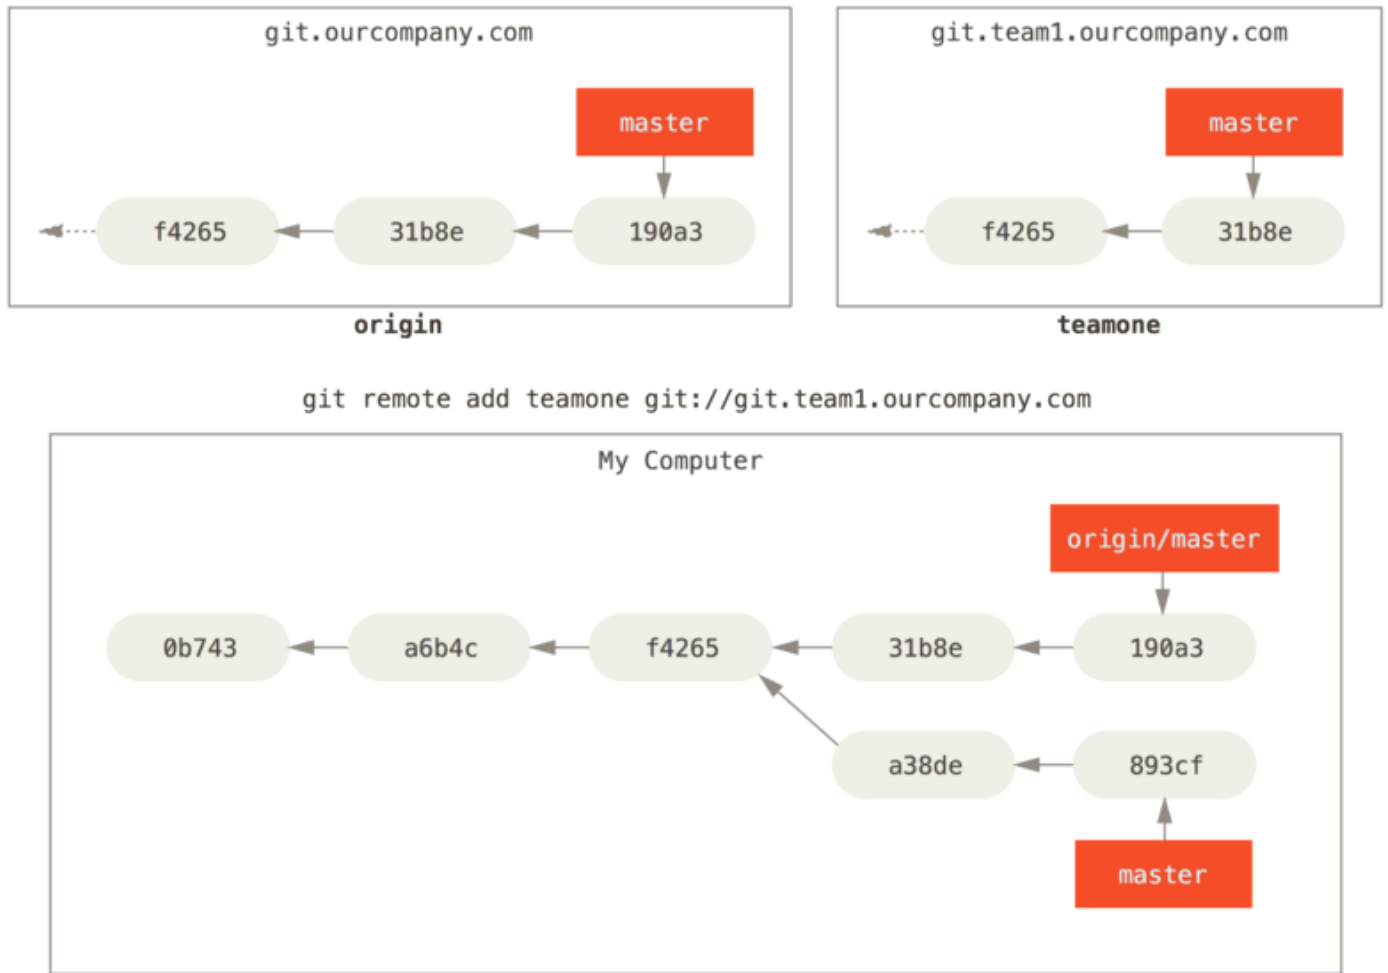 git.ourcompany.com
master
f4265
31b8e
190a3
origin
git.team1.ourcompany.com
master
f4265
31b8e
teamone
git remote add teamone git://git.team1.ourcompany.com
My Computer
origin/master
0b743
a6b4c
f4265
31b8e
190a3
a38de
893cf
master